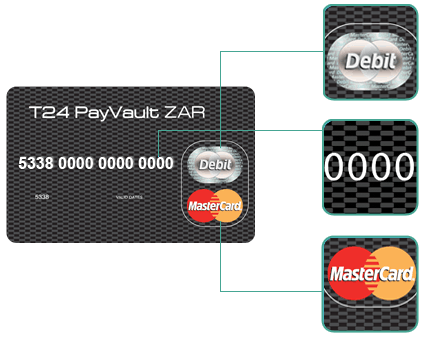 T24 PayVault ZAR
5338 0000 0000 0000
Debit
5338 VALID DATES
MasterCard
Debit
0000
MasterCard